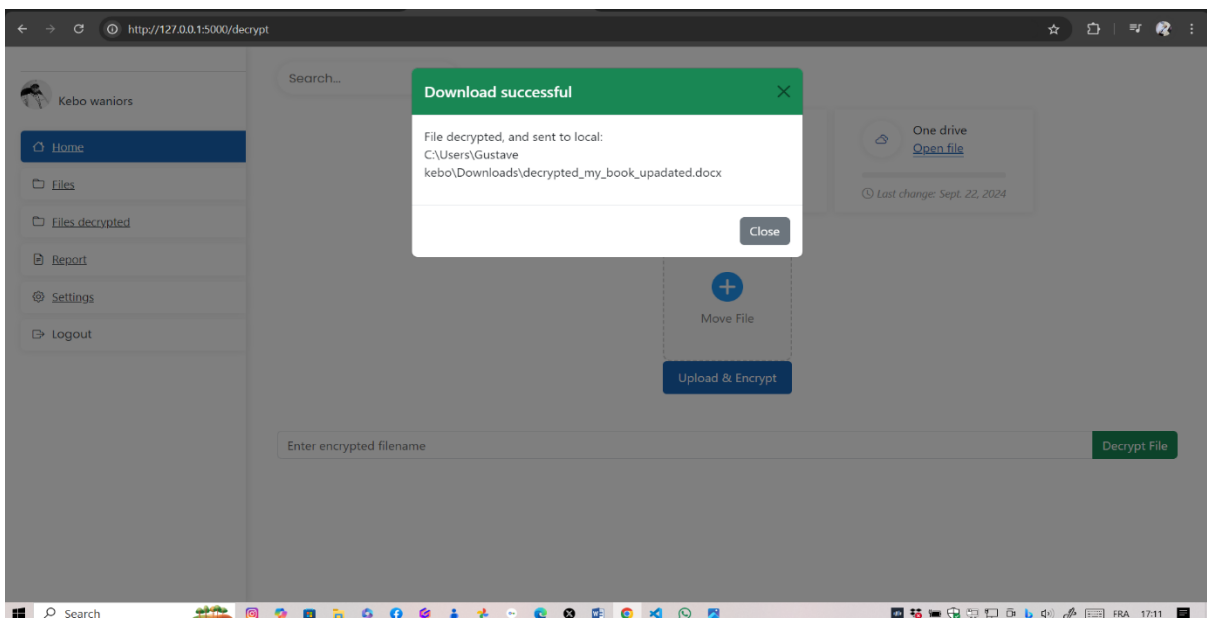 http://127.0.0.1:5000/decrypt
Kebo waniors
Home
Files
Files decrypted
Report
Settings
Logout
Search...
Download successful
File decrypted, and sent to local:
C:\Users\Gustave
kebo\Downloads\decrypted_my_book_upadated.docx
Close
One drive
Open file
Last change: Sept. 22, 2024
Move File
Upload & Encrypt
Enter encrypted filename
Decrypt File
Search
FRA 17:11